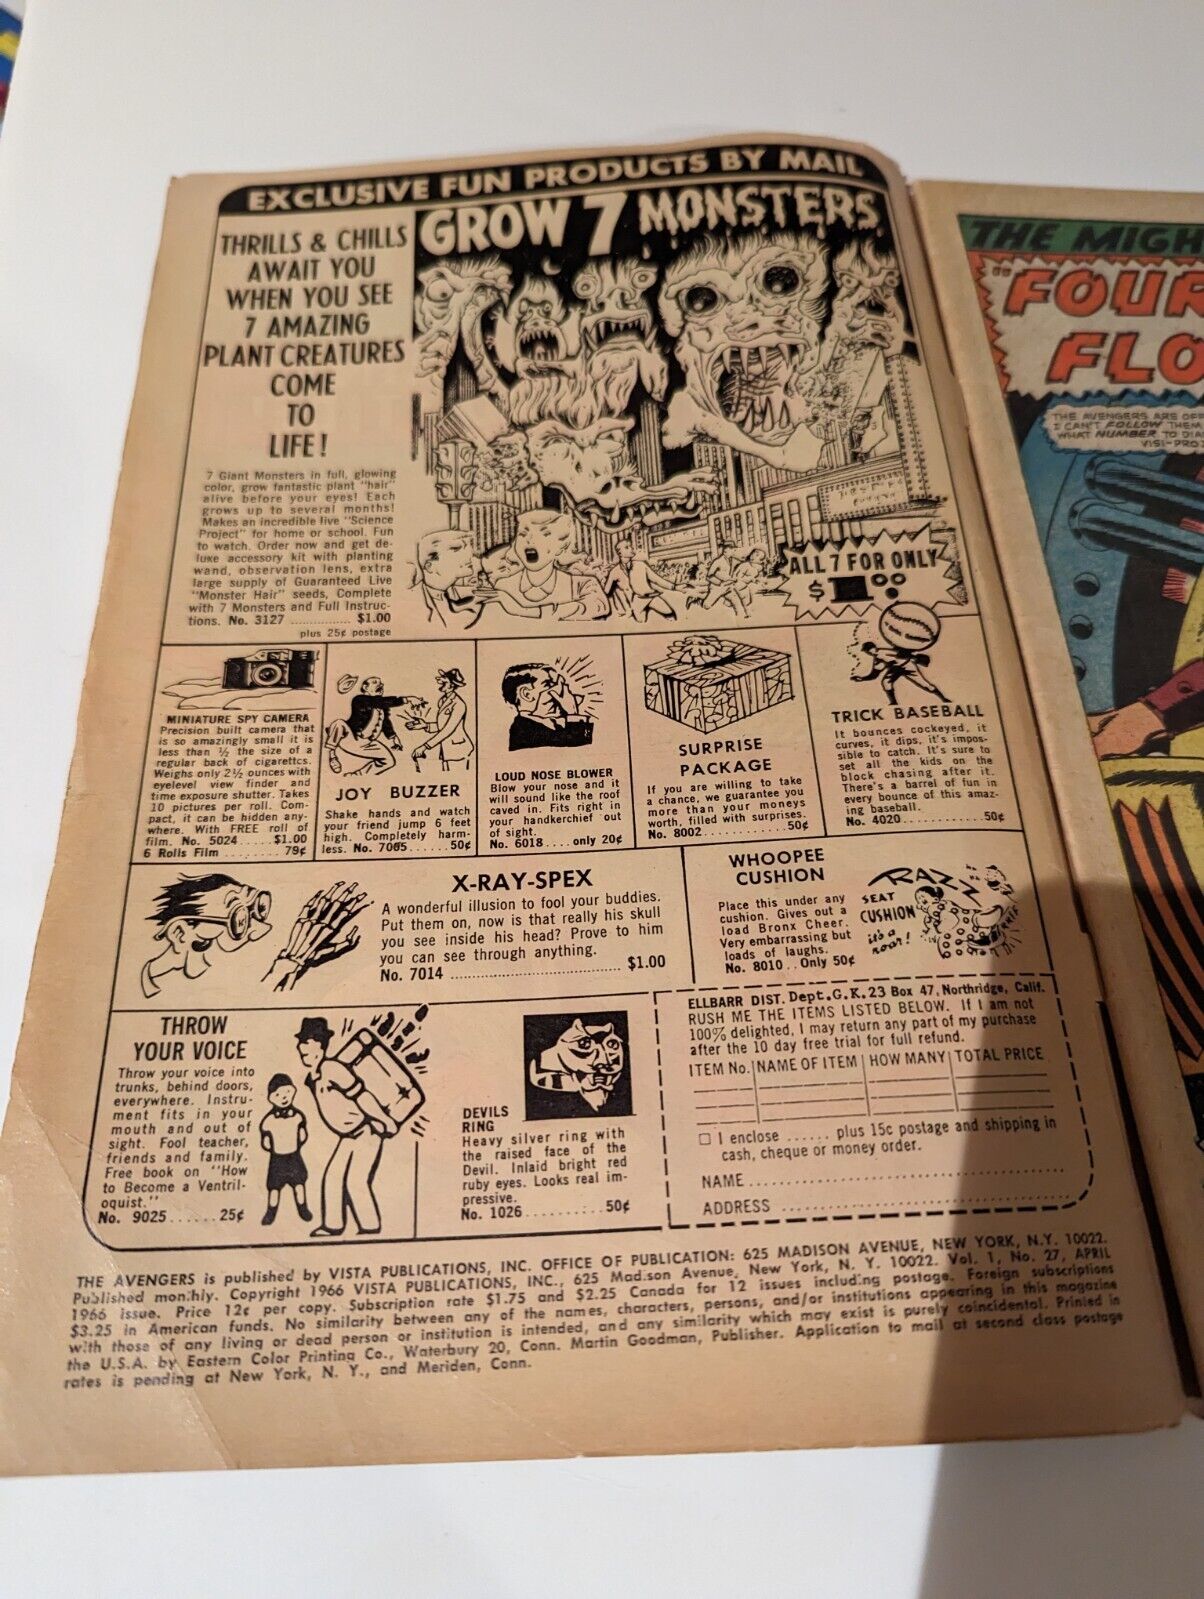 EXCLUSIVE FUN PRODUCTS BY MAIL
THRILLS & CHILLS
AWAIT YOU
WHEN YOU SEE
7 AMAZING
PLANT CREATURES
COME
TO
LIFE!
GROW 7 MONSTERS
7 Giant Monsters in full, glowing
color, grow fantastic plant "hair"
alive before your eyes! Each
grows up to several months!
Makes an incredible live "Science
Project" for home or school. Fun
to watch. Order now and get de-
luxe accessory kit with planting
wand, observation lens, extra
large supply of Guaranteed Live
"Monster Hair" seeds, Complete
with 7 Monsters and Full Instruc-
tions. No. 3127 .............. $1.00
plus 25¢ postage
ALL 7 FOR ONLY
$1.00
MINIATURE SPY CAMERA
Precision built camera that
is so amazingly small it is
less than ½ the size of a
regular back of cigarettcs.
Weighs only 2½ ounces with
eyelevel view finder and
time exposure shutter. Takes
10 pictures per roll. Com-
pact, it can be hidden any-
where. With FREE roll of
film. No. 5024......$1.00
6 Rolls Film .........79¢
JOY BUZZER
Shake hands and watch
your friend jump 6 feet
high. Completely harm-
less. No. 7065.......50¢
LOUD NOSE BLOWER
Blow your nose and it
will sound like the roof
caved in. Fits right in
your handkerchief out
of sight.
No. 6018....only 20¢
SURPRISE
PACKAGE
If you are willing to take
a chance, we guarantee you
more than your moneys
worth, filled with surprises.
No. 8002............50¢
TRICK BASEBALL
It bounces cockeyed, it
curves, it dips, it's impos-
sible to catch. It's sure to
set all the kids on the
block chasing after it.
There's a barrel of fun in
every bounce of this amaz-
ing baseball.
No. 4020............50¢
X-RAY-SPEX
A wonderful illusion to fool your buddies.
Put them on, now is that really his skull
you see inside his head? Prove to him
you can see through anything.
No. 7014 ........................................ $1.00
WHOOPEE
CUSHION
Place this under any
cushion. Gives out a
load Bronx Cheer.
Very embarrassing but
loads of laughs.
No. 8010..Only 50¢
RAZZ
SEAT
CUSHION
it's a
roar!
THROW
YOUR VOICE
Throw your voice into
trunks, behind doors,
everywhere. Instru-
ment fits in your
mouth and out of
sight. Fool teacher,
friends and family.
Free book on "How
to Become a Ventril-
oquist."
No. 9025......25¢
DEVILS
RING
Heavy silver ring with
the raised face of the
Devil. Inlaid bright red
ruby eyes. Looks real im-
pressive.
No. 1026..........50¢
ELLBARR DIST. Dept.G.K.23 Box 47, Northridge, Calif.
RUSH ME THE ITEMS LISTED BELOW. If I am not
100% delighted, I may return any part of my purchase
after the 10 day free trial for full refund.
ITEM No. NAME OF ITEM HOW MANY TOTAL PRICE
□ I enclose ...... plus 15c postage and shipping in
cash, cheque or money order.
NAME..............................
ADDRESS ..........................
THE AVENGERS is published by VISTA PUBLICATIONS, INC. OFFICE OF PUBLICATION: 625 MADISON AVENUE, NEW YORK, N.Y. 10022.
Published monthly. Copyright 1966 VISTA PUBLICATIONS, INC., 625 Madison Avenue, New York, N. Y. 10022. Vol. 1, No. 27, APRIL
1966 issue. Price 12¢ per copy. Subscription rate $1.75 and $2.25 Canada for 12 issues including postage. Foreign subscriptions
$3.25 in American funds. No similarity between any of the names, characters, persons, and/or institutions appearing in this magazine
with those of any living or dead person or institution is intended, and any similarity which may exist is purely coincidental. Printed in
the U.S.A. by Eastern Color Printing Co., Waterbury 20, Conn. Martin Goodman, Publisher. Application to mail at second class postage
rates is pending at New York, N. Y., and Meriden, Conn.
THE MIGH
"FOUR
FLO
THE AVENGERS ARE OFF
I CAN'T FOLLOW THEM
WHAT NUMBER TO DIA
VISI-PRO